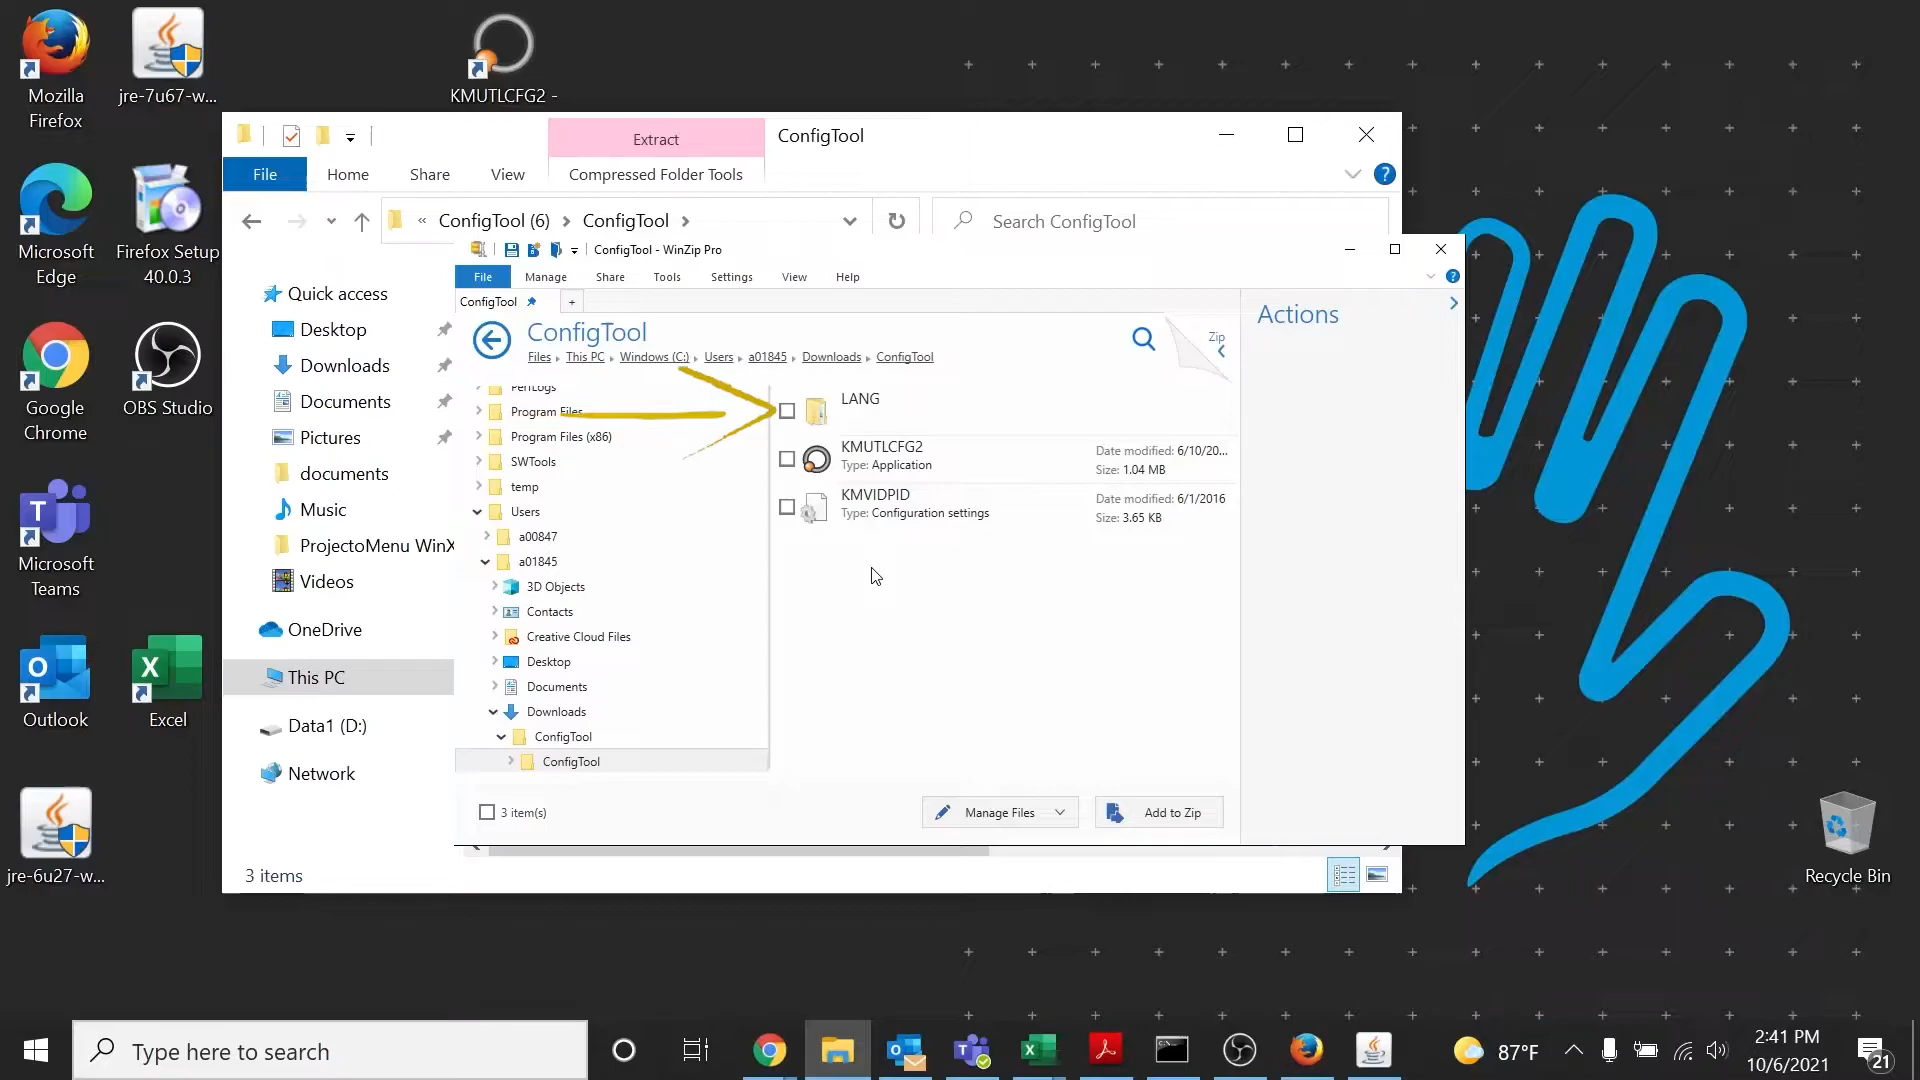 Mozilla
Firefox
jre-7u67-w...
KMUTLCFG2 -
Microsoft
Edge
Firefox Setup
40.0.3
Google
Chrome
OBS Studio
Microsoft
Teams
Outlook
Excel
jre-6u27-w...
Recycle Bin
Extract
ConfigTool
File
Home
Share
View
Compressed Folder Tools
?
« ConfigTool (6) > ConfigTool >
Search ConfigTool
Quick access
Desktop
Downloads
Documents
Pictures
documents
Music
ProjectoMenu WinX
Videos
OneDrive
This PC
Data1 (D:)
Network
3 items
ConfigTool - WinZip Pro
File
Manage
Share
Tools
Settings
View
Help
?
ConfigTool
+
ConfigTool
Files
This PC
Windows (C:)
Users
a01845
Downloads
ConfigTool
Zip
Actions
PerfLogs
Program Files
Program Files (x86)
SWTools
temp
Users
a00847
a01845
3D Objects
Contacts
Creative Cloud Files
Desktop
Documents
Downloads
ConfigTool
ConfigTool
LANG
KMUTLCFG2
Type: Application
Date modified: 6/10/20...
Size: 1.04 MB
KMVIDPID
Type: Configuration settings
Date modified: 6/1/2016
Size: 3.65 KB
3 item(s)
Manage Files
Add to Zip
Type here to search
87°F
2:41 PM
10/6/2021
21